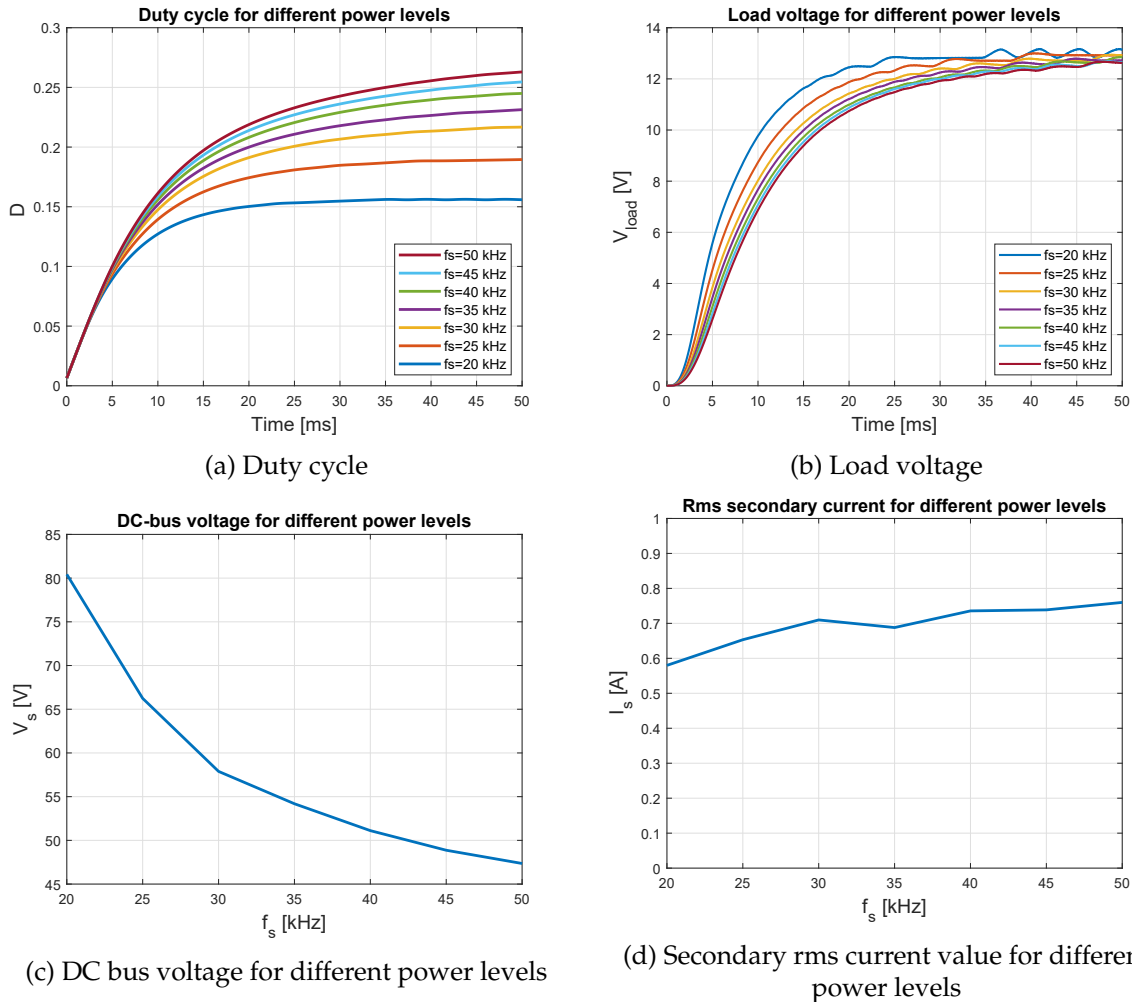 Duty cycle for different power levels
0.3
0.25
0.2
0.15
0.1
0.05
0
D
fs=50 kHz
fs=45 kHz
fs=40 kHz
fs=35 kHz
fs=30 kHz
fs=25 kHz
fs=20 kHz
0 5 10 15 20 25 30 35 40 45 50
Time [ms]
(a) Duty cycle
Load voltage for different power levels
14
12
10
8
6
4
2
0
V_load [V]
fs=20 kHz
fs=25 kHz
fs=30 kHz
fs=35 kHz
fs=40 kHz
fs=45 kHz
fs=50 kHz
0 5 10 15 20 25 30 35 40 45 50
Time [ms]
(b) Load voltage
DC-bus voltage for different power levels
85
80
75
70
65
60
55
50
45
V_s [V]
20 25 30 35 40 45 50
f_s [kHz]
(c) DC bus voltage for different power levels
Rms secondary current for different power levels
1
0.9
0.8
0.7
0.6
0.5
0.4
0.3
0.2
0.1
0
I_s [A]
20 25 30 35 40 45 50
f_s [kHz]
(d) Secondary rms current value for differen
power levels